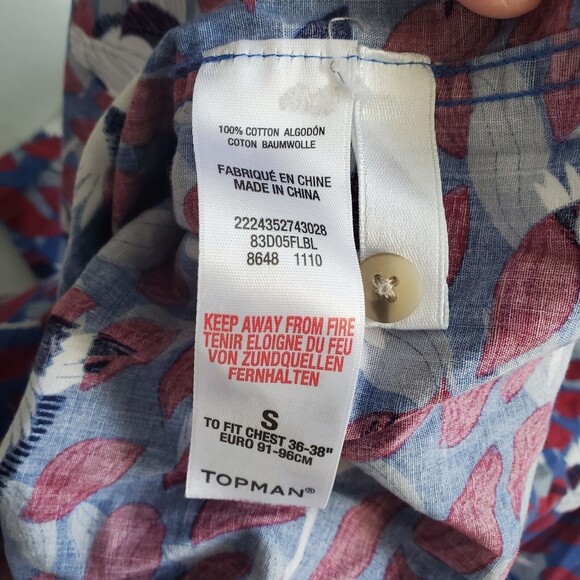 100% COTTON ALGODÓN
COTON BAUMWOLLE
FABRIQUÉ EN CHINE
MADE IN CHINA
2224352743028
83D05FLBL
8648 1110
KEEP AWAY FROM FIRE
TENIR ELOIGNE DU FEU
VON ZUNDQUELLEN
FERNHALTEN
S
TO FIT CHEST 36-38"
EURO 91-96CM
TOPMAN®